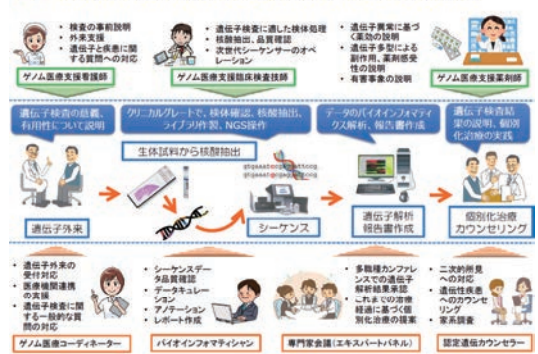 • 検査の事前説明
• 外来支援
• 遺伝子と疾患に関する質問への対応
ゲノム医療支援看護師
• 遺伝子検査に適した検体処理
核酸抽出、品質確認
• 次世代シーケンサーのオペレーション
ゲノム医療支援臨床検査技師
• 遺伝子異常に基づく薬効の説明
• 遺伝子多型による副作用、薬剤感受性の説明
• 有害事象の説明
ゲノム医療支援薬剤師
遺伝子検査の意義、
有用性について説明
クリニカルグレートで、検体確認、核酸抽出、
ライブラリ作製、NGS操作
データのバイオインフォマティ
クス解析、報告書作成
遺伝子検査結
果の説明、個別
化治療の実践
生体試料から核酸抽出
遺伝子外来
シーケンス
遺伝子解析
報告書作成
個別化治療
カウンセリング
• 遺伝子外来の
受付対応
• 医療機関連携
の支援
• 遺伝子検査に関
する一般的な質
問の対応
ゲノム医療コーディネーター
• シーケンスデー
タ品質確認
• データキュレー
ション
• アノテーション
• レポート作成
バイオインフォマティシャン
• 多職種カンファレ
ンスでの遺伝子
解析結果承認
• これまでの治療
経過に基づく個
別化治療の提案
専門家会議(エキスパートパネル)
• 二次的所見
への対応
• 遺伝性疾患
へのカウンセ
リング
• 家系調査
認定遺伝カウンセラー